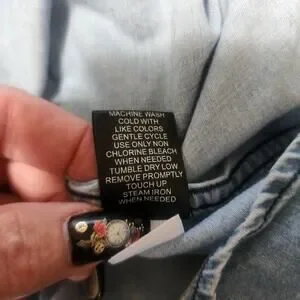 MACHINE WASH
COLD WITH
LIKE COLORS
GENTLE CYCLE
USE ONLY NON
CHLORINE BLEACH
WHEN NEEDED
TUMBLE DRY LOW
REMOVE PROMPTLY
TOUCH UP
STEAM IRON
WHEN NEEDED